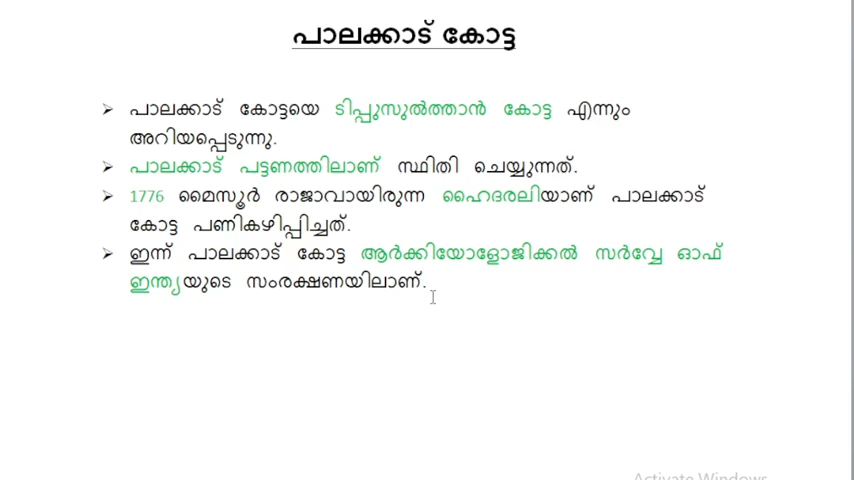 പാലക്കാട് കോട്ട
➤ പാലക്കാട് കോട്ടയെ ടിപ്പുസുൽത്താൻ കോട്ട എന്നും
അറിയപ്പെടുന്നു.
➤ പാലക്കാട് പട്ടണത്തിലാണ് സ്ഥിതി ചെയ്യുന്നത്.
➤ 1776 മൈസൂർ രാജാവായിരുന്ന ഹൈദരലിയാണ് പാലക്കാട്
കോട്ട പണികഴിപ്പിച്ചത്.
➤ ഇന്ന് പാലക്കാട് കോട്ട ആർക്കിയോളോജിക്കൽ സർവ്വേ ഓഫ്
ഇന്ത്യയുടെ സംരക്ഷണയിലാണ്.
Activate Windows